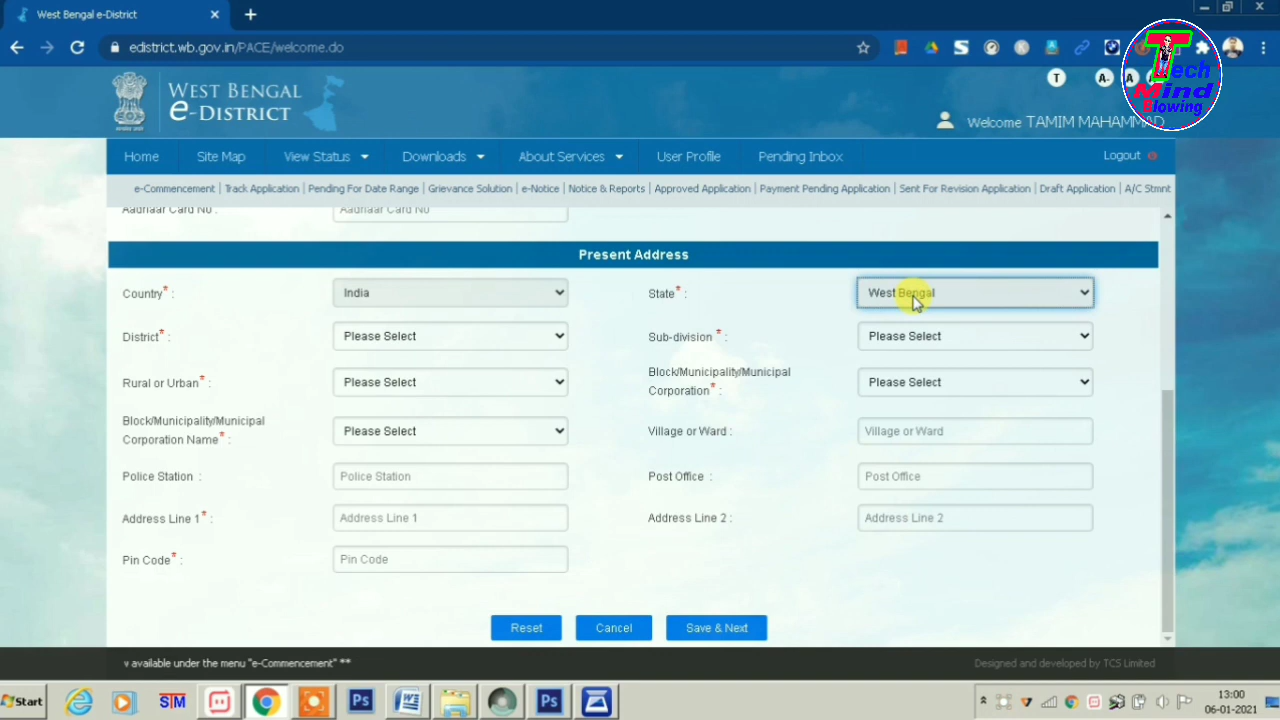 West Bengal e-District
edistrict.wb.gov.in/PACE/welcome.do
Tech
Mind
Blowing
WEST BENGAL
e-DISTRICT
T A- A
Welcome TAMIM MAHAMMAD
Home Site Map View Status Downloads About Services User Profile Pending Inbox Logout
e-Commencement | Track Application | Pending For Date Range | Grievance Solution | e-Notice | Notice & Reports | Approved Application | Payment Pending Application | Sent For Revision Application | Draft Application | A/C Stmnt
Aadhaar Card No : Aadhaar Card No
Present Address
Country* : India State* : West Bengal
District* : Please Select Sub-division * : Please Select
Rural or Urban* : Please Select Block/Municipality/Municipal
Corporation* : Please Select
Block/Municipality/Municipal
Corporation Name* : Please Select Village or Ward : Village or Ward
Police Station : Police Station Post Office : Post Office
Address Line 1* : Address Line 1 Address Line 2 : Address Line 2
Pin Code* : Pin Code
Reset Cancel Save & Next
v available under the menu "e-Commencement" ** Designed and developed by TCS Limited
Start STM Ps Ps 13:00
06-01-2021